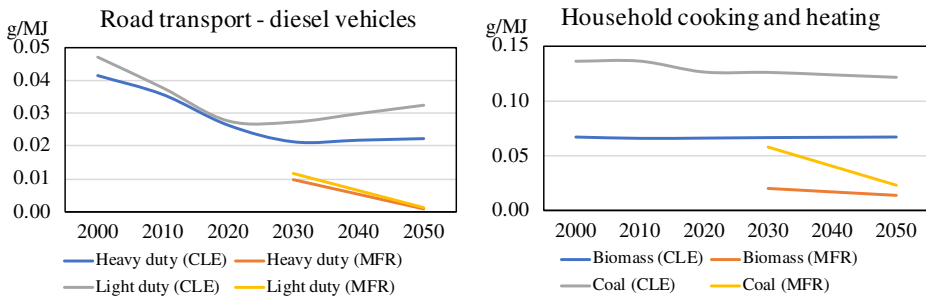 Road transport - diesel vehicles
g/MJ
0.05
0.04
0.03
0.02
0.01
0.00
2000 2010 2020 2030 2040 2050
Heavy duty (CLE) Heavy duty (MFR)
Light duty (CLE) Light duty (MFR)
Household cooking and heating
g/MJ
0.15
0.10
0.05
0.00
2000 2010 2020 2030 2040 2050
Biomass (CLE) Biomass (MFR)
Coal (CLE) Coal (MFR)